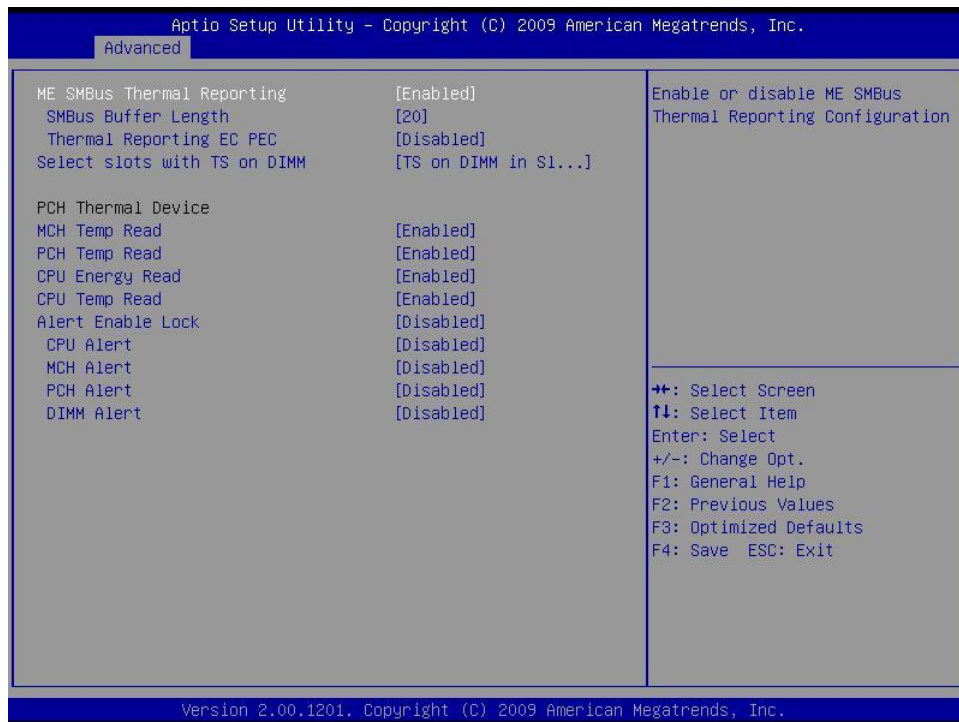 Aptio Setup Utility – Copyright (C) 2009 American Megatrends, Inc.
Advanced
ME SMBus Thermal Reporting [Enabled]
SMBus Buffer Length [20]
Thermal Reporting EC PEC [Disabled]
Select slots with TS on DIMM [TS on DIMM in Sl...]
PCH Thermal Device
MCH Temp Read [Enabled]
PCH Temp Read [Enabled]
CPU Energy Read [Enabled]
CPU Temp Read [Enabled]
Alert Enable Lock [Disabled]
CPU Alert [Disabled]
MCH Alert [Disabled]
PCH Alert [Disabled]
DIMM Alert [Disabled]
Enable or disable ME SMBus
Thermal Reporting Configuration
→←: Select Screen
↑↓: Select Item
Enter: Select
+/-: Change Opt.
F1: General Help
F2: Previous Values
F3: Optimized Defaults
F4: Save ESC: Exit
Version 2.00.1201. Copyright (C) 2009 American Megatrends, Inc.